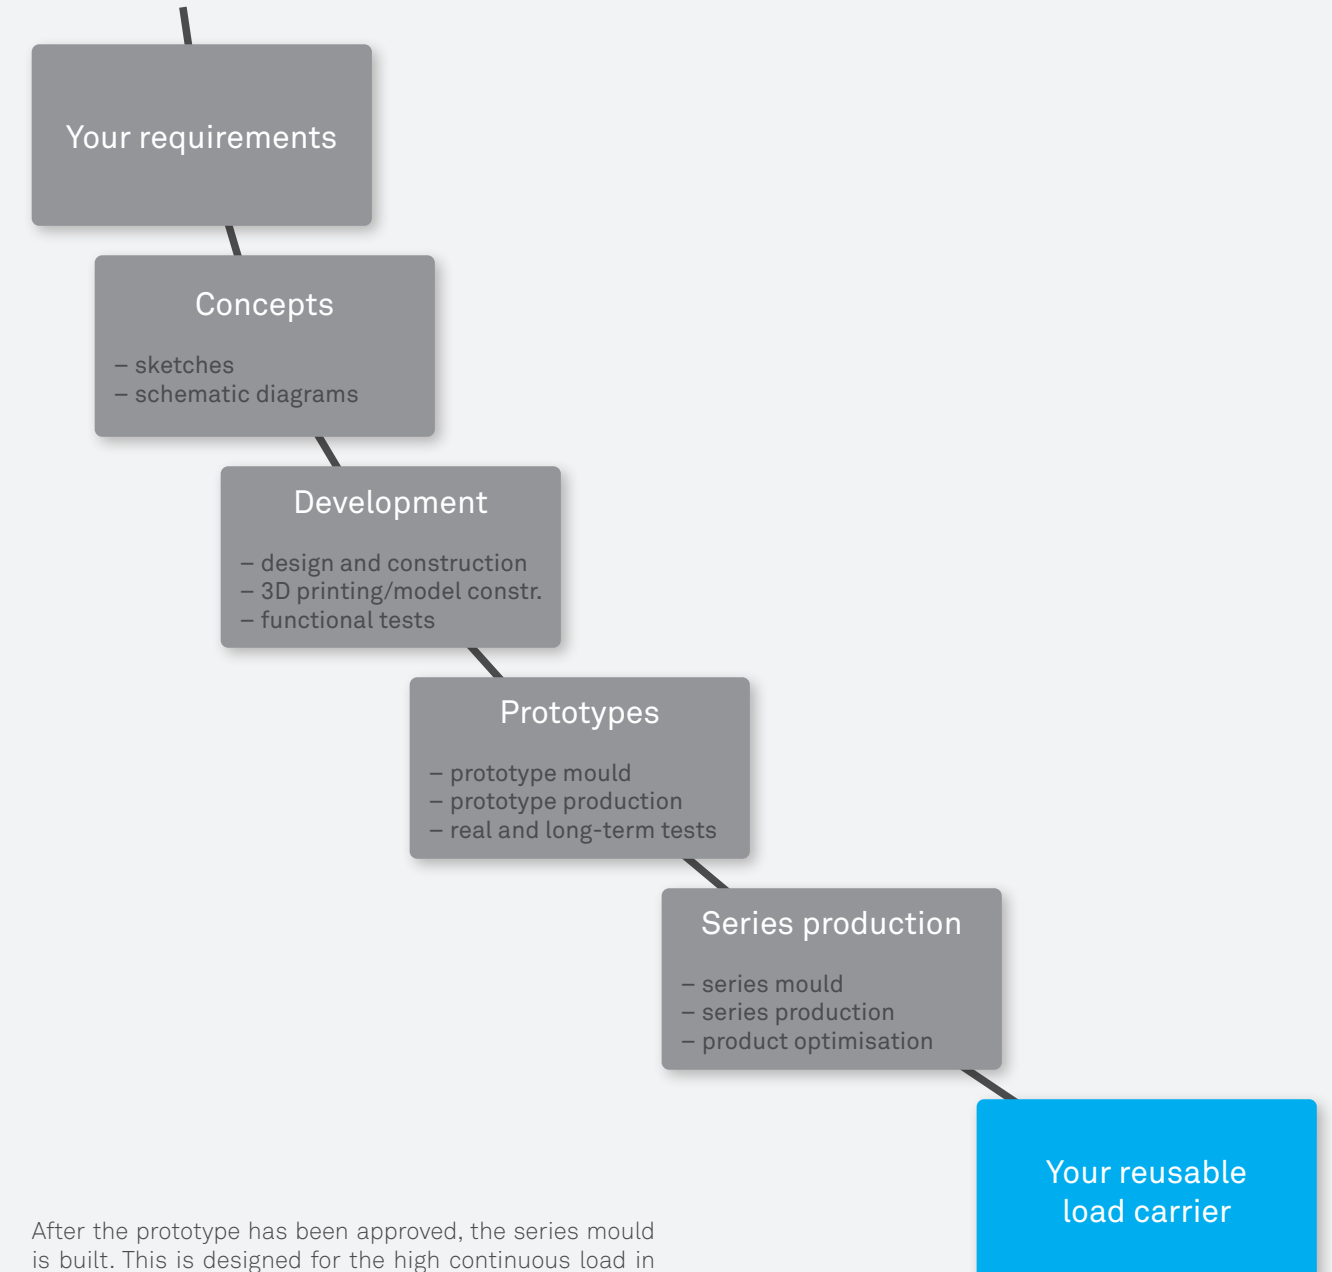 Your requirements
Concepts
– sketches
– schematic diagrams
Development
– design and construction
– 3D printing/model constr.
– functional tests
Prototypes
– prototype mould
– prototype production
– real and long-term tests
Series production
– series mould
– series production
– product optimisation
Your reusable
load carrier
After the prototype has been approved, the series mould
is built. This is designed for the high continuous load in